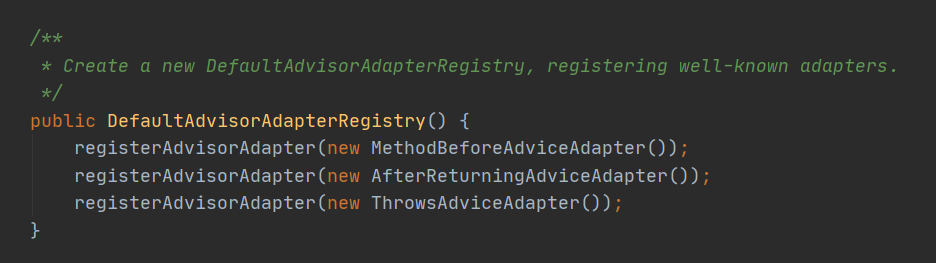 /**
 * Create a new DefaultAdvisorAdapterRegistry, registering well-known adapters.
 */
public DefaultAdvisorAdapterRegistry() {
    registerAdvisorAdapter(new MethodBeforeAdviceAdapter());
    registerAdvisorAdapter(new AfterReturningAdviceAdapter());
    registerAdvisorAdapter(new ThrowsAdviceAdapter());
}